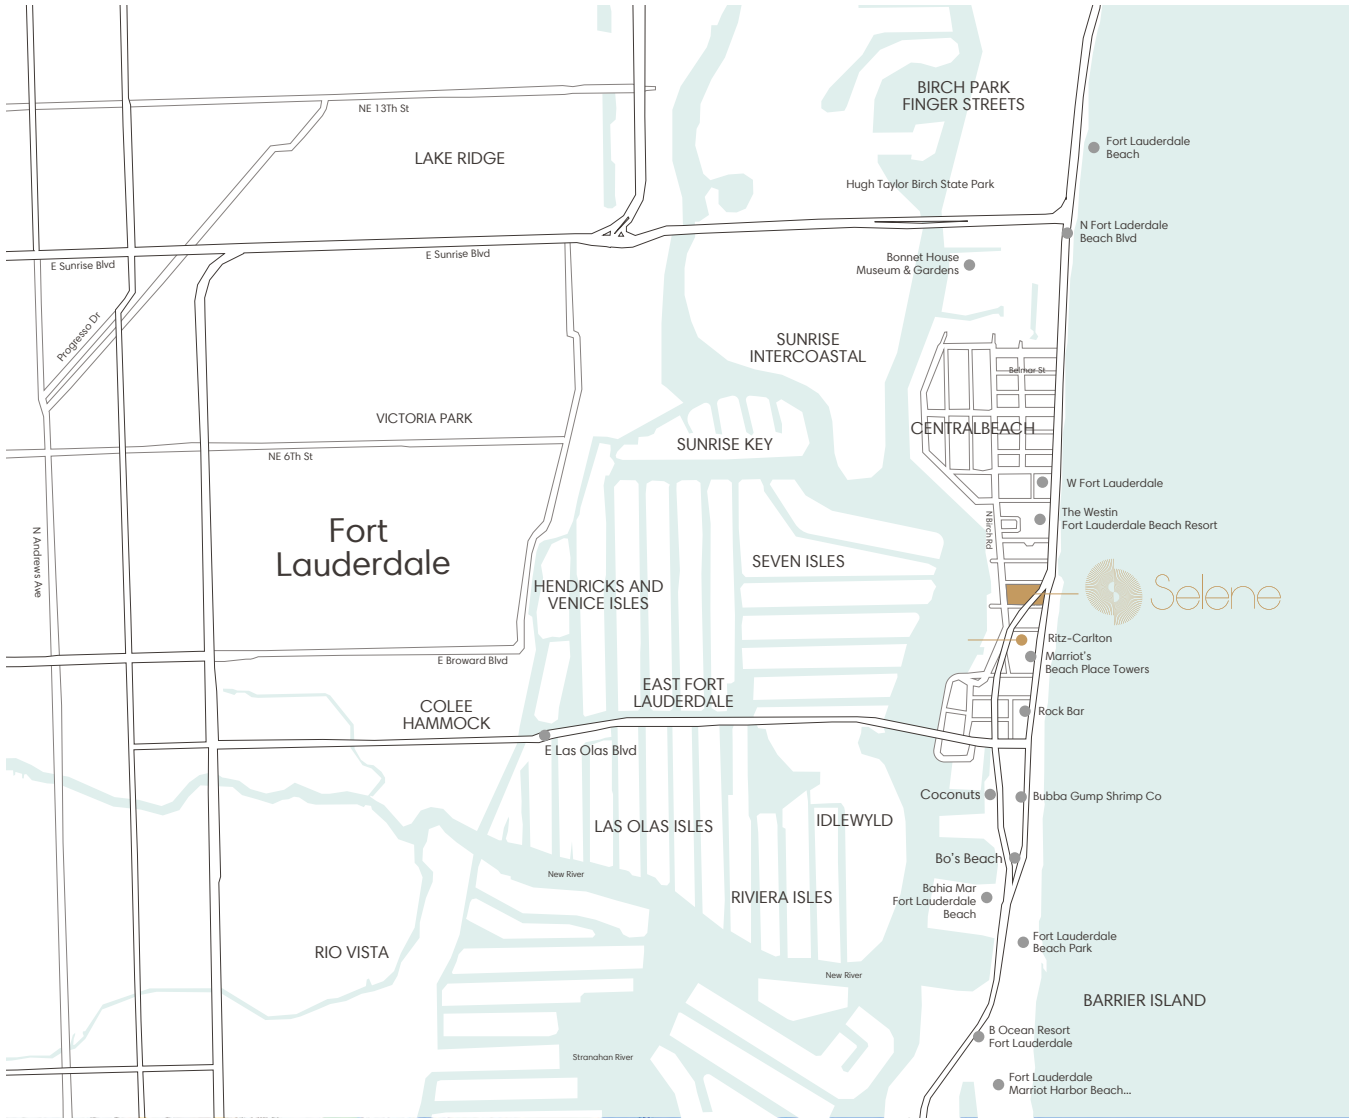 BIRCH PARK
FINGER STREETS
NE 13Th St
Fort Lauderdale
Beach
LAKE RIDGE
Hugh Taylor Birch State Park
N Fort Laderdale
Beach Blvd
E Sunrise Blvd
E Sunrise Blvd
Bonnet House
Museum & Gardens
Progresso Dr
SUNRISE
INTERCOASTAL
Belmar St
VICTORIA PARK
CENTRALBEACH
SUNRISE KEY
NE 6Th St
W Fort Lauderdale
The Westin
Fort Lauderdale Beach Resort
N Birch Rd
Fort
Lauderdale
N Andrews Ave
SEVEN ISLES
HENDRICKS AND
VENICE ISLES
Selene
Ritz-Carlton
Marriot's
Beach Place Towers
E Broward Blvd
EAST FORT
LAUDERDALE
COLEE
HAMMOCK
Rock Bar
E Las Olas Blvd
Coconuts
Bubba Gump Shrimp Co
LAS OLAS ISLES
IDLEWYLD
Bo's Beach
New River
Bahia Mar
Fort Lauderdale
Beach
RIVIERA ISLES
Fort Lauderdale
Beach Park
RIO VISTA
New River
BARRIER ISLAND
B Ocean Resort
Fort Lauderdale
Stranahan River
Fort Lauderdale
Marriot Harbor Beach...